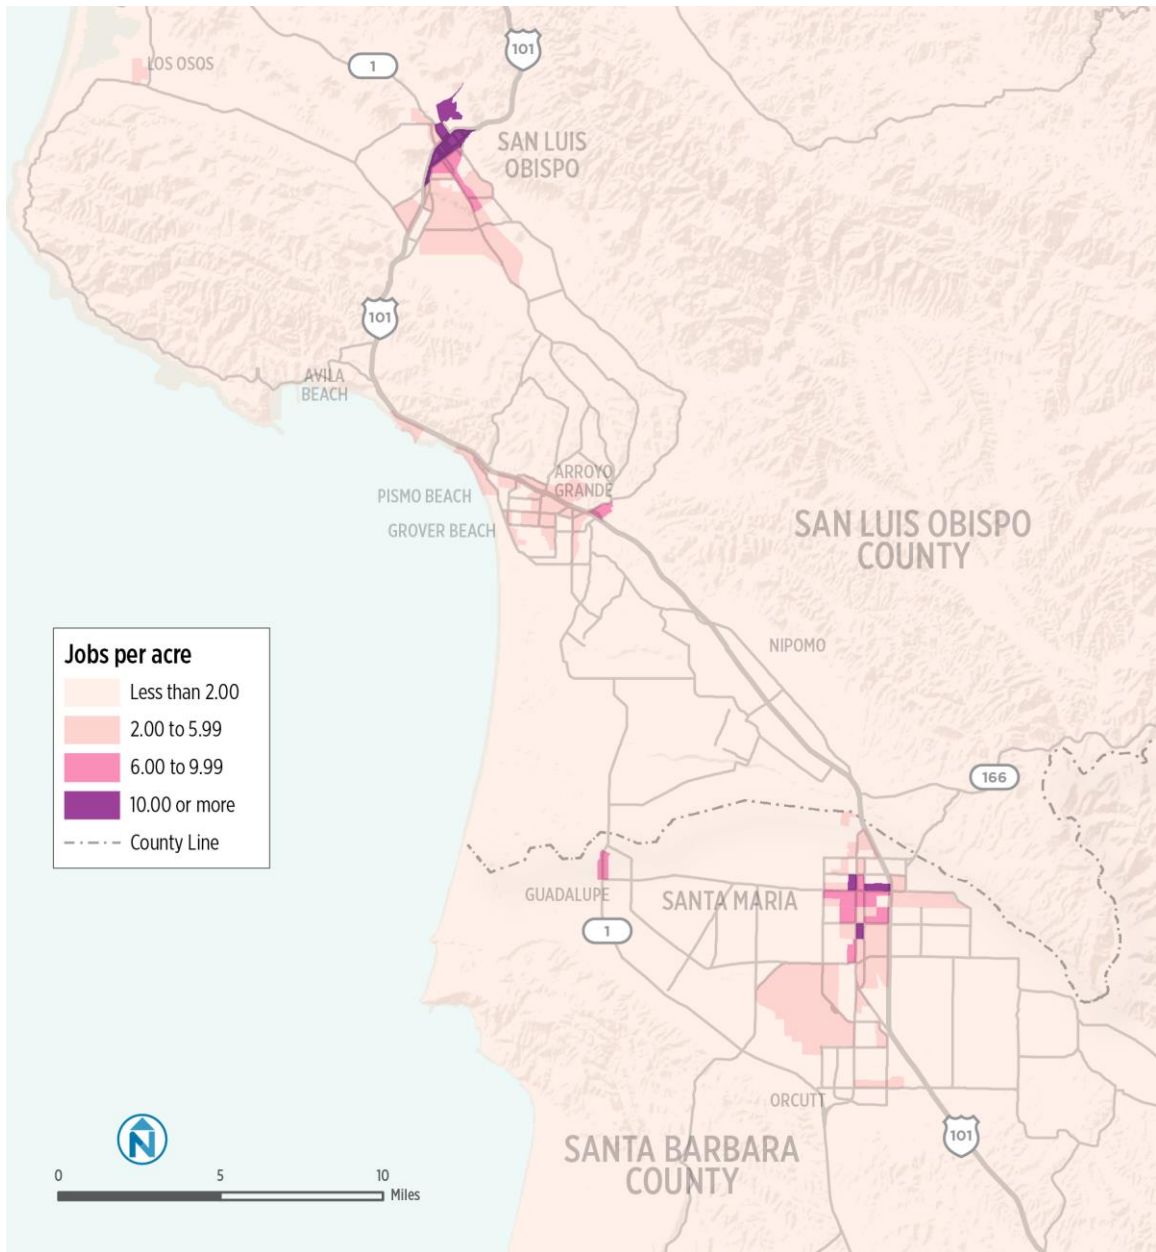 LOS OSOS
1
101
SAN LUIS
OBISPO
101
AVILA
BEACH
ARROYO
GRANDE
PISMO BEACH
GROVER BEACH
SAN LUIS OBISPO
COUNTY
Jobs per acre
Less than 2.00
2.00 to 5.99
6.00 to 9.99
10.00 or more
County Line
NIPOMO
166
GUADALUPE
SANTA MARIA
1
ORCUTT
101
SANTA BARBARA
COUNTY
N
0 5 10
Miles